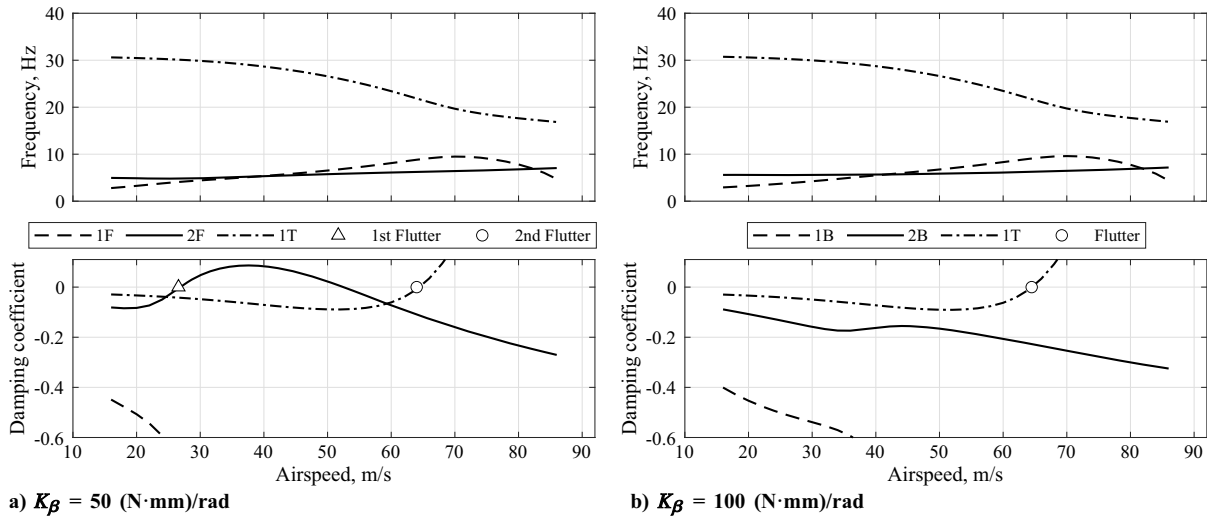 40
30
20
10
0
Frequency, Hz
1F 2F 1T 1st Flutter 2nd Flutter
0
-0.2
-0.4
-0.6
Damping coefficient
10 20 30 40 50 60 70 80 90
Airspeed, m/s
a) Kβ = 50 (N·mm)/rad
40
30
20
10
0
Frequency, Hz
1B 2B 1T Flutter
0
-0.2
-0.4
-0.6
Damping coefficient
10 20 30 40 50 60 70 80 90
Airspeed, m/s
b) Kβ = 100 (N·mm)/rad